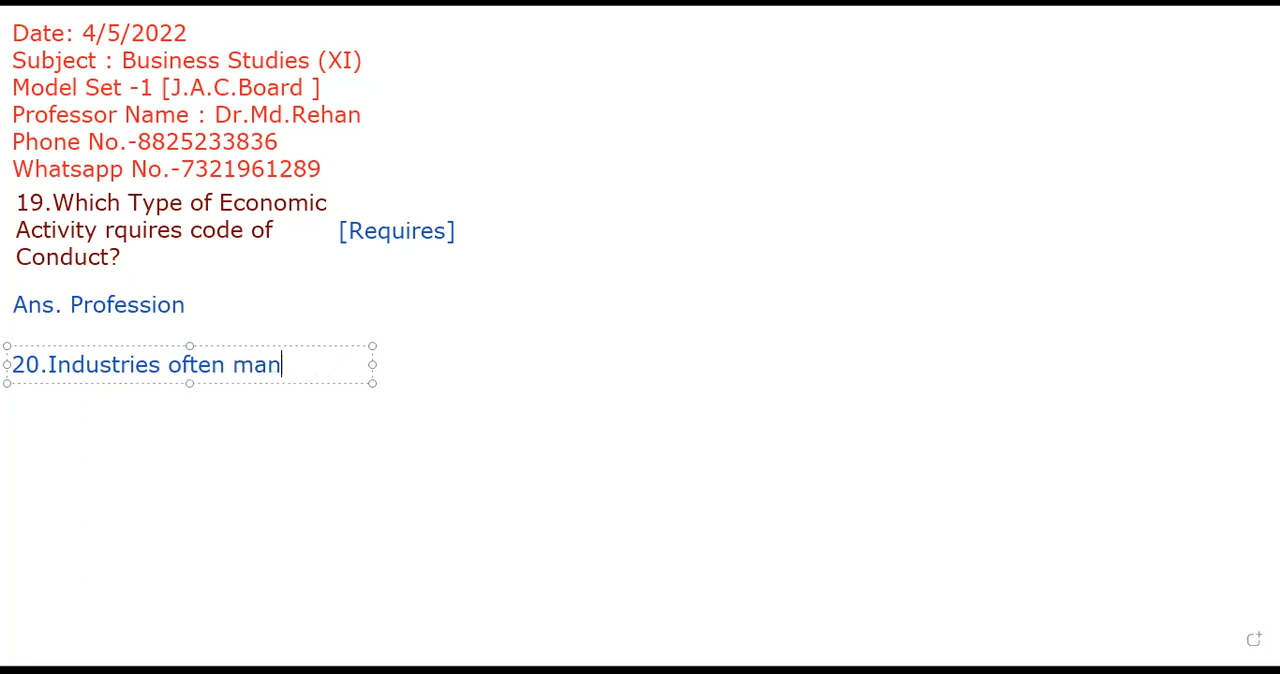 Date: 4/5/2022
Subject : Business Studies (XI)
Model Set -1 [J.A.C.Board ]
Professor Name : Dr.Md.Rehan
Phone No.-8825233836
Whatsapp No.-7321961289
19.Which Type of Economic
Activity rquires code of [Requires]
Conduct?
Ans. Profession
20.Industries often man